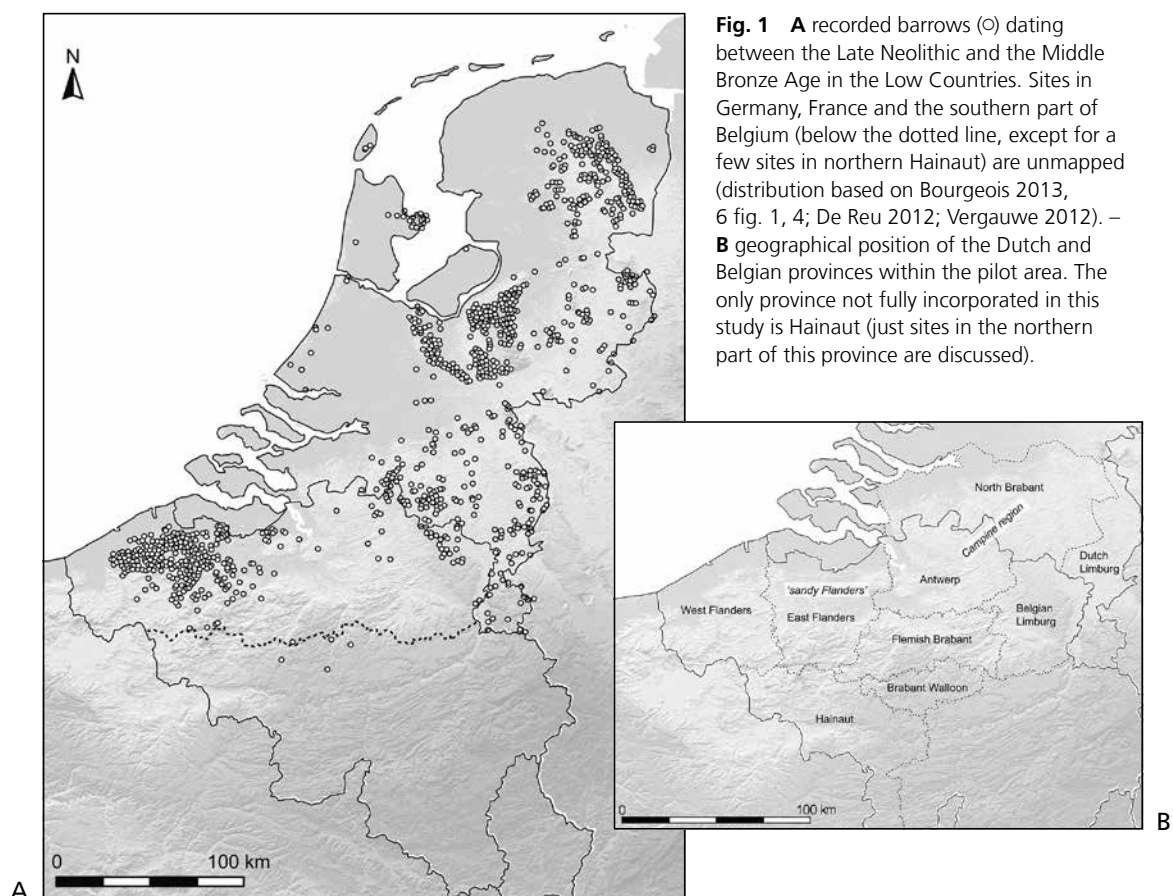 Fig. 1 A recorded barrows (○) dating
between the Late Neolithic and the Middle
Bronze Age in the Low Countries. Sites in
Germany, France and the southern part of
Belgium (below the dotted line, except for a
few sites in northern Hainaut) are unmapped
(distribution based on Bourgeois 2013,
6 fig. 1, 4; De Reu 2012; Vergauwe 2012). –
B geographical position of the Dutch and
Belgian provinces within the pilot area. The
only province not fully incorporated in this
study is Hainaut (just sites in the northern
part of this province are discussed).
N
0 100 km
A
North Brabant
Campine region
Dutch
Limburg
Antwerp
'sandy Flanders'
West Flanders
East Flanders
Belgian
Limburg
Flemish Brabant
Brabant Walloon
Hainaut
0 100 km
B